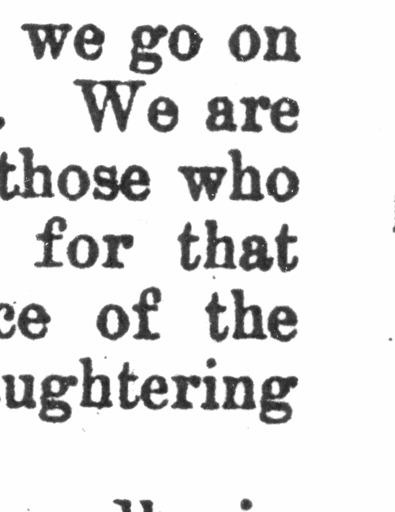 we go on
. We are
those who
for that
ce of the
ughtering